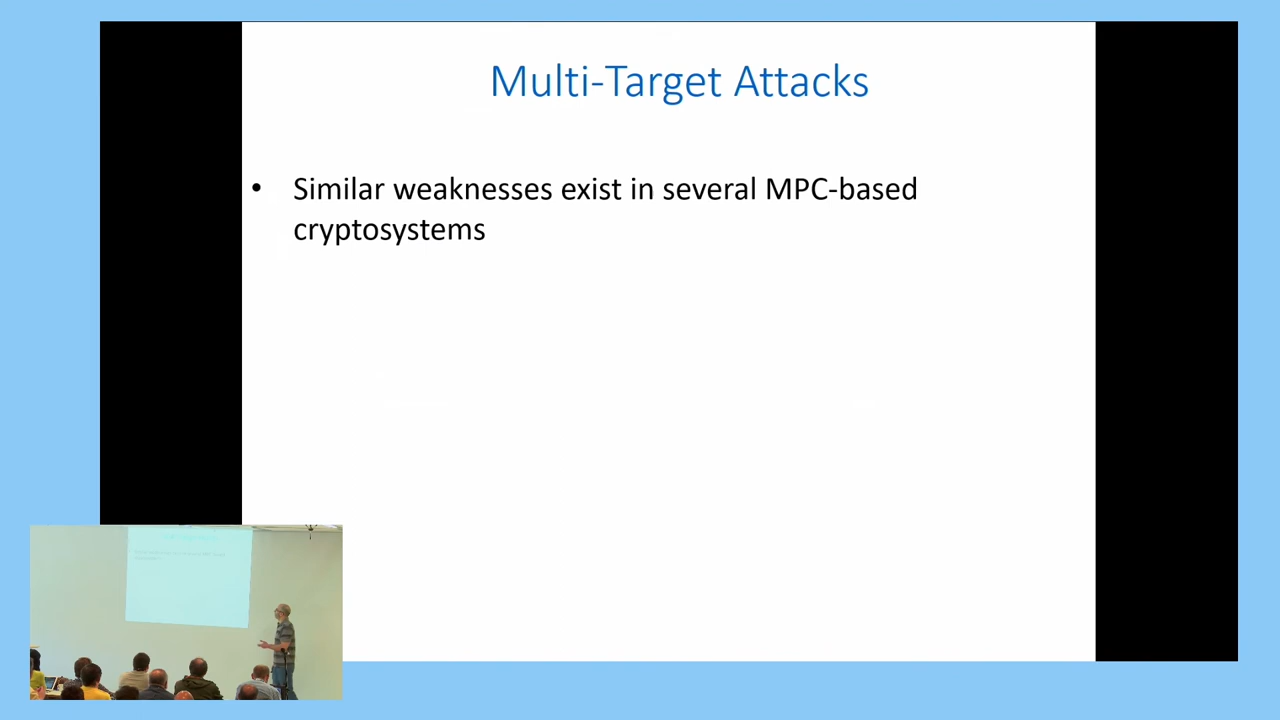 Multi-Target Attacks
• Similar weaknesses exist in several MPC-based
cryptosystems